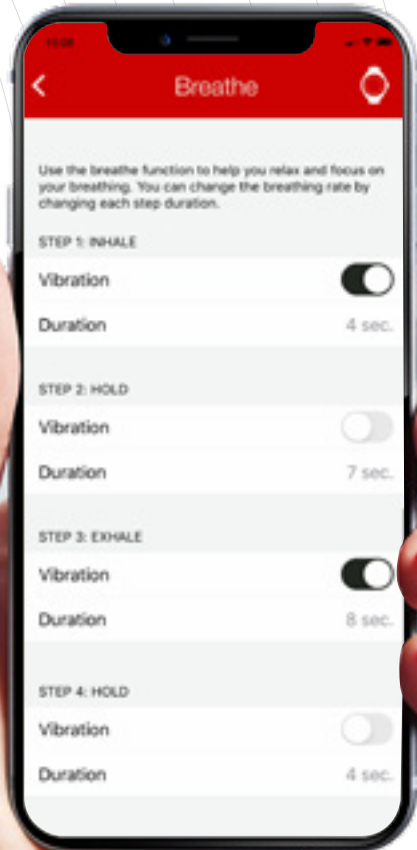 10:08
Breathe
Use the breathe function to help you relax and focus on
your breathing. You can change the breathing rate by
changing each step duration.
STEP 1: INHALE
Vibration
Duration 4 sec.
STEP 2: HOLD
Vibration
Duration 7 sec.
STEP 3: EXHALE
Vibration
Duration 8 sec.
STEP 4: HOLD
Vibration
Duration 4 sec.